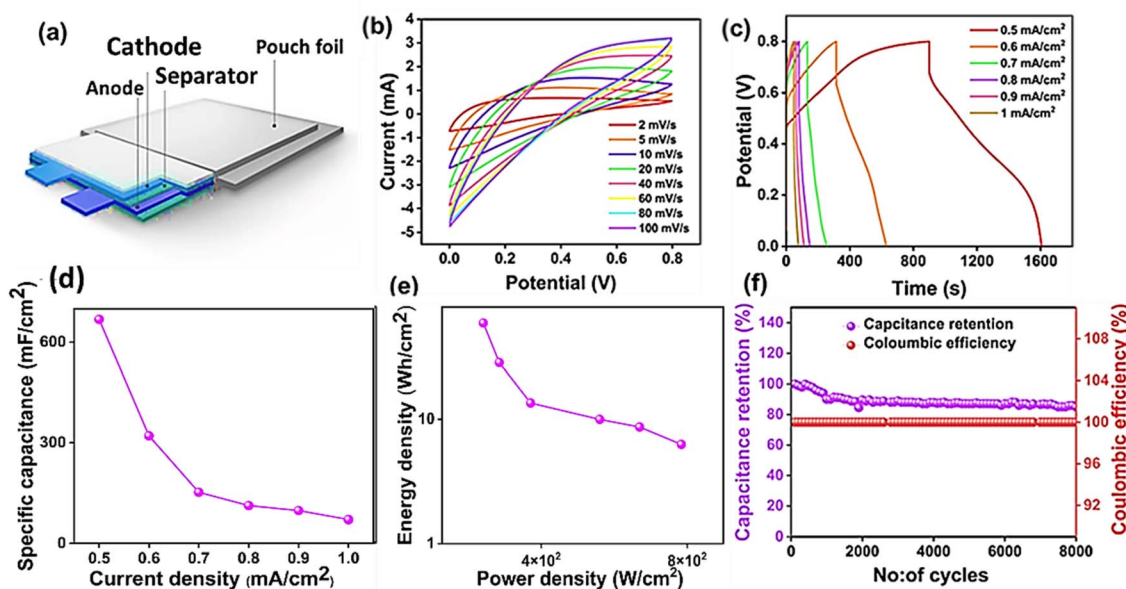 (a)
Cathode
Separator
Anode
Pouch foil
(b)
Current (mA)
4
3
2
1
0
-1
-2
-3
-4
-5
2 mV/s
5 mV/s
10 mV/s
20 mV/s
40 mV/s
60 mV/s
80 mV/s
100 mV/s
0.0 0.2 0.4 0.6 0.8
Potential (V)
(c)
Potential (V)
0.8
0.6
0.4
0.2
0.0
0.5 mA/cm²
0.6 mA/cm²
0.7 mA/cm²
0.8 mA/cm²
0.9 mA/cm²
1 mA/cm²
0 400 800 1200 1600
Time (s)
(d)
Specific capacitance (mF/cm²)
600
300
0
0.5 0.6 0.7 0.8 0.9 1.0
Current density (mA/cm²)
(e)
Energy density (Wh/cm²)
10
1
4×10² 8×10²
Power density (W/cm²)
(f)
Capacitance retention (%)
140
120
100
80
60
40
20
0
Capcitance retention
Coloumbic efficiency
108
104
100
96
92
Coulombic efficiency (%)
0 2000 4000 6000 8000
No:of cycles